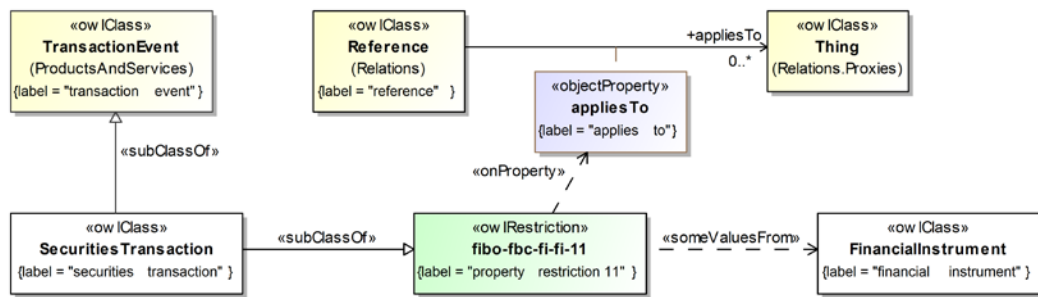 «owlClass»
TransactionEvent
(ProductsAndServices)
{label = "transaction event" }
«owlClass»
Reference
(Relations)
{label = "reference" }
+appliesTo
0..*
«owlClass»
Thing
(Relations.Proxies)
«objectProperty»
appliesTo
{label = "applies to"}
«subClassOf»
«onProperty»
«owlClass»
SecuritiesTransaction
{label = "securities transaction" }
«subClassOf»
«owlRestriction»
fibo-fbc-fi-fi-11
{label = "property restriction 11" }
«someValuesFrom»
«owlClass»
FinancialInstrument
{label = "financial instrument" }